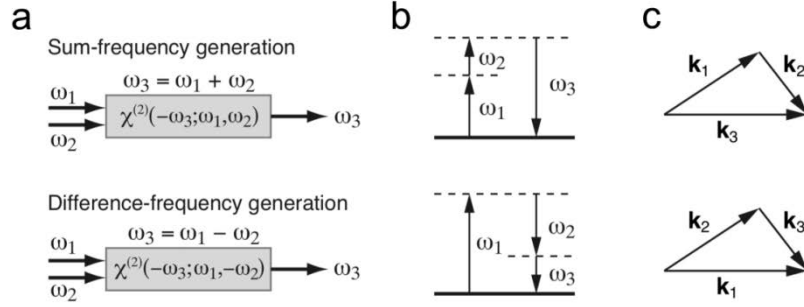 a
b
c
Sum-frequency generation
ω₃ = ω₁ + ω₂
ω₁
ω₂
χ⁽²⁾(-ω₃;ω₁,ω₂)
ω₃
ω₂
ω₁
ω₃
k₁
k₂
k₃
Difference-frequency generation
ω₃ = ω₁ − ω₂
ω₁
ω₂
χ⁽²⁾(-ω₃;ω₁,-ω₂)
ω₃
ω₁
ω₂
ω₃
k₂
k₃
k₁